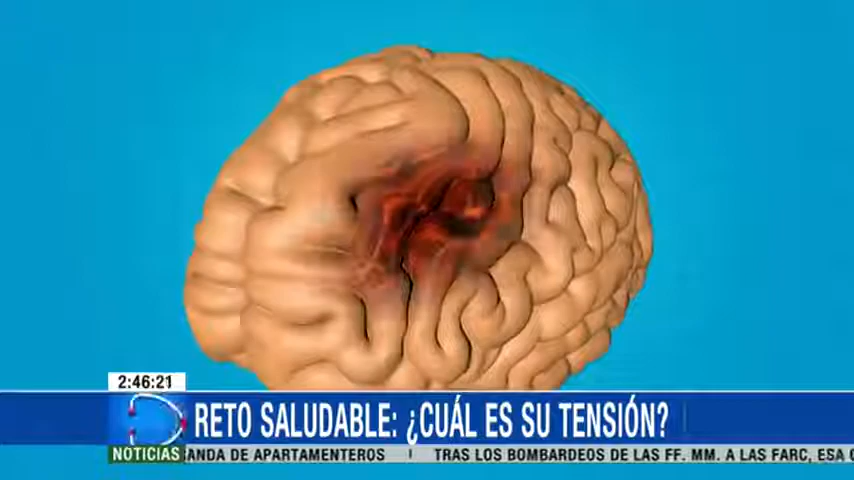 2:46:21
RETO SALUDABLE: ¿CUÁL ES SU TENSIÓN?
NOTICIAS
ANDA DE APARTAMENTEROS
TRAS LOS BOMBARDEOS DE LAS FF. MM. A LAS FARC, ESA